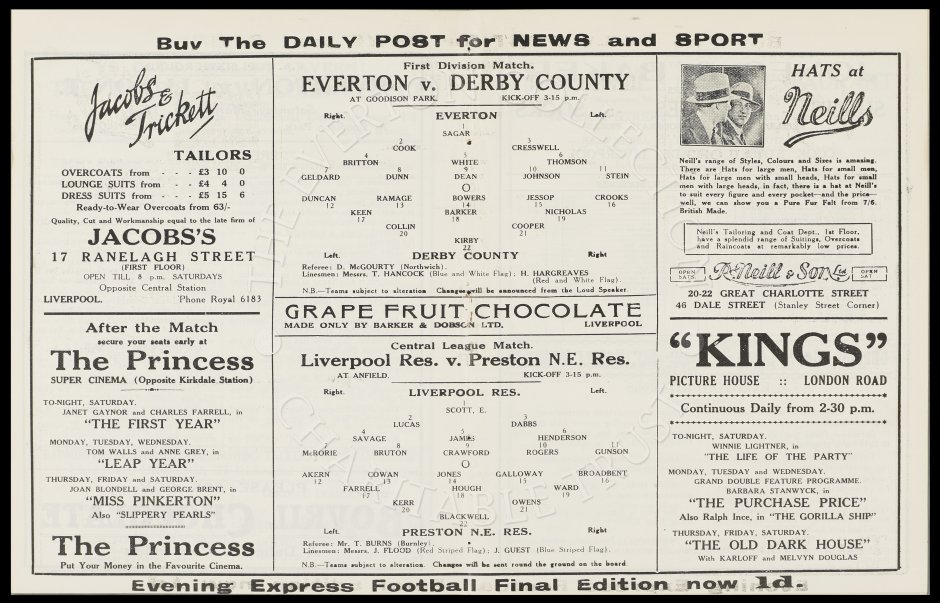 Buy The DAILY POST for NEWS and SPORT
Jacobs & Trickett
TAILORS
OVERCOATS from - - - £3 10 0
LOUNGE SUITS from - - £4 4 0
DRESS SUITS from - - - £5 15 6
Ready-to-Wear Overcoats from 63/-
Quality, Cut and Workmanship equal to the late firm of
JACOBS'S
17 RANELAGH STREET
(FIRST FLOOR)
OPEN TILL 8 p.m. SATURDAYS
Opposite Central Station
LIVERPOOL. 'Phone Royal 6183
After the Match
secure your seats early at
The Princess
SUPER CINEMA (Opposite Kirkdale Station)
TO-NIGHT, SATURDAY.
JANET GAYNOR and CHARLES FARRELL, in
"THE FIRST YEAR"
MONDAY, TUESDAY, WEDNESDAY.
TOM WALLS and ANNE GREY, in
"LEAP YEAR"
THURSDAY, FRIDAY and SATURDAY.
JOAN BLONDELL and GEORGE BRENT, in
"MISS PINKERTON"
Also "SLIPPERY PEARLS"
The Princess
Put Your Money in the Favourite Cinema.
First Division Match.
EVERTON v. DERBY COUNTY
AT GOODISON PARK. KICK-OFF 3-15 p.m.
Right. EVERTON Left.
1
SAGAR
2 3
COOK CRESSWELL
4 5 6
BRITTON WHITE THOMSON
7 8 9 10 11
GELDARD DUNN DEAN JOHNSON STEIN
O
DUNCAN RAMAGE BOWERS JESSOP CROOKS
12 13 14 15 16
KEEN BARKER NICHOLAS
17 18 19
COLLIN COOPER
20 21
KIRBY
22
Left. DERBY COUNTY Right
Referee: D. McGOURTY (Northwich).
Linesmen: Messrs. T. HANCOCK (Blue and White Flag); H. HARGREAVES
(Red and White Flag).
N.B.—Teams subject to alteration Changes will be announced from the Loud Speaker.
GRAPE FRUIT CHOCOLATE
MADE ONLY BY BARKER & DOBSON LTD. LIVERPOOL
Central League Match.
Liverpool Res. v. Preston N.E. Res.
AT ANFIELD. KICK-OFF 3-15 p.m.
Right. LIVERPOOL RES. Left.
1
SCOTT, E.
2 3
LUCAS DABBS
4 5 6
SAVAGE JAMES HENDERSON
7 8 9 10 11
McRORIE BRUTON CRAWFORD ROGERS GUNSON
O
AKERN COWAN JONES GALLOWAY BROADBENT
12 13 14 15 16
FARRELL HOUGH WARD
17 18 19
KERR OWENS
20 21
BLACKWELL
22
Left. PRESTON N.E. RES. Right
Referee: Mr. T. BURNS (Burnley).
Linesmen: Messrs. J. FLOOD (Red Striped Flag); J. GUEST (Blue Striped Flag).
N.B.—Teams subject to alteration. Changes will be sent round the ground on the board.
HATS at
Neills
Neill's range of Styles, Colours and Sizes is amazing.
There are Hats for large men, Hats for small men,
Hats for large men with small heads, Hats for small
men with large heads, in fact, there is a hat at Neill's
to suit every figure and every pocket—and the price—
well, we can show you a Pure Fur Felt from 7/6.
British Made.
Neill's Tailoring and Coat Dept., 1st Floor,
have a splendid range of Suitings, Overcoats
and Raincoats at remarkably low prices.
OPEN SATS. R. Neill & Son Ltd OPEN SAT
20-22 GREAT CHARLOTTE STREET
46 DALE STREET (Stanley Street Corner)
"KINGS"
PICTURE HOUSE :: LONDON ROAD
Continuous Daily from 2-30 p.m.
TO-NIGHT, SATURDAY.
WINNIE LIGHTNER, in
"THE LIFE OF THE PARTY"
MONDAY, TUESDAY and WEDNESDAY.
GRAND DOUBLE FEATURE PROGRAMME.
BARBARA STANWYCK, in
"THE PURCHASE PRICE"
Also Ralph Ince, in "THE GORILLA SHIP"
THURSDAY, FRIDAY, SATURDAY.
"THE OLD DARK HOUSE"
With KARLOFF and MELVYN DOUGLAS
Evening Express Football Final Edition now 1d.